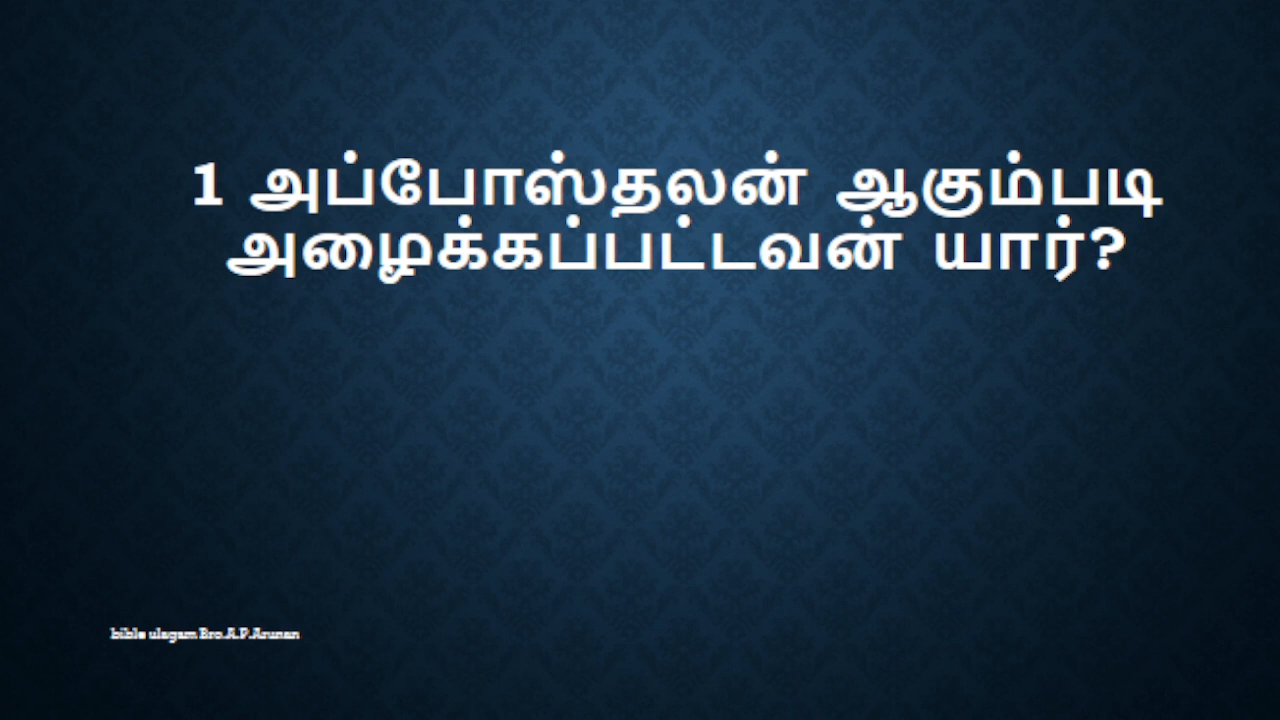 1 அப்போஸ்தலன் ஆகும்படி
அழைக்கப்பட்டவன் யார்?
bible ulagam Bro.A.P.Arunan